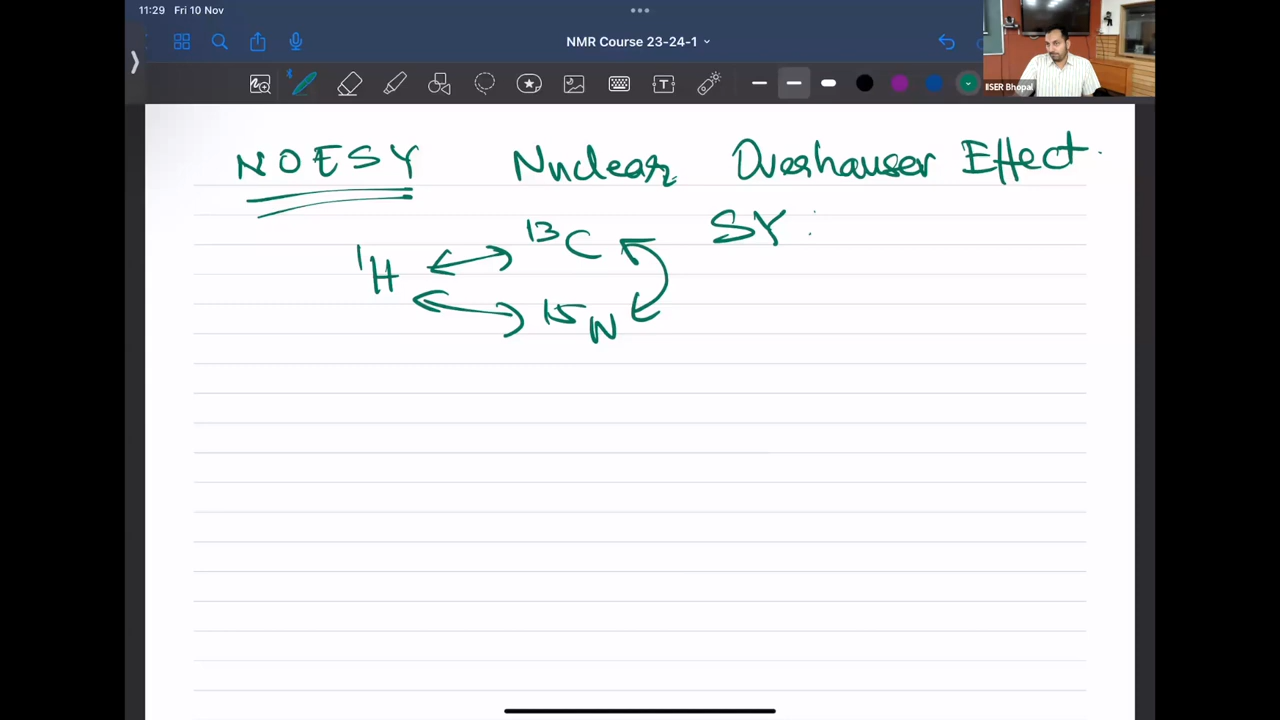 11:29 Fri 10 Nov
NMR Course 23-24-1
IISER Bhopal
NOESY Nuclear Overhauser Effect.
SY
¹H ¹³C
¹⁵N